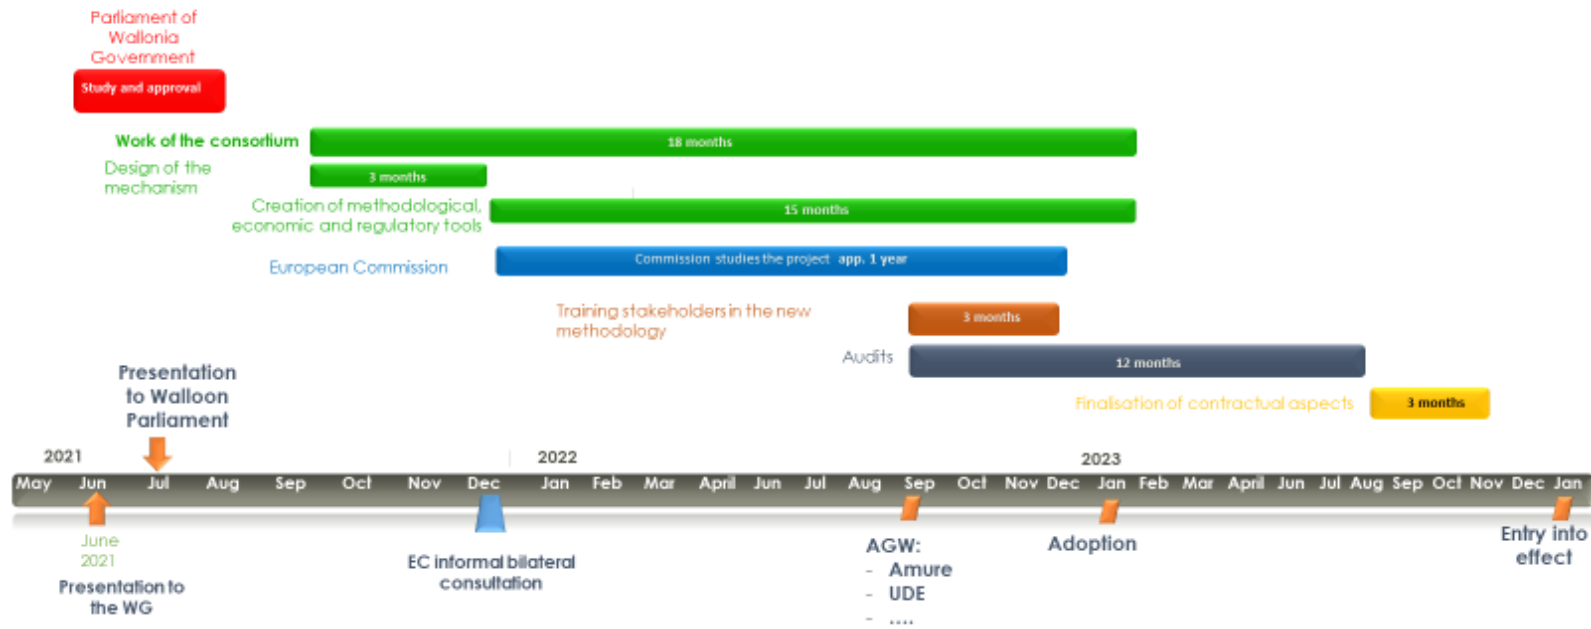 Parliament of
Wallonia
Government
Study and approval
Work of the consortium
18 months
Design of the
mechanism
3 months
Creation of methodological,
economic and regulatory tools
15 months
European Commission
Commission studies the project app. 1 year
Training stakeholders in the new
methodology
3 months
Audits
12 months
Finalisation of contractual aspects
3 months
Presentation
to Walloon
Parliament
2021 2022 2023
May Jun Jul Aug Sep Oct Nov Dec Jan Feb Mar April Jun Jul Aug Sep Oct Nov Dec Jan Feb Mar April Jun Jul Aug Sep Oct Nov Dec Jan
June
2021
Presentation to
the WG
EC informal bilateral
consultation
AGW:
- Amure
- UDE
- ....
Adoption
Entry into
effect